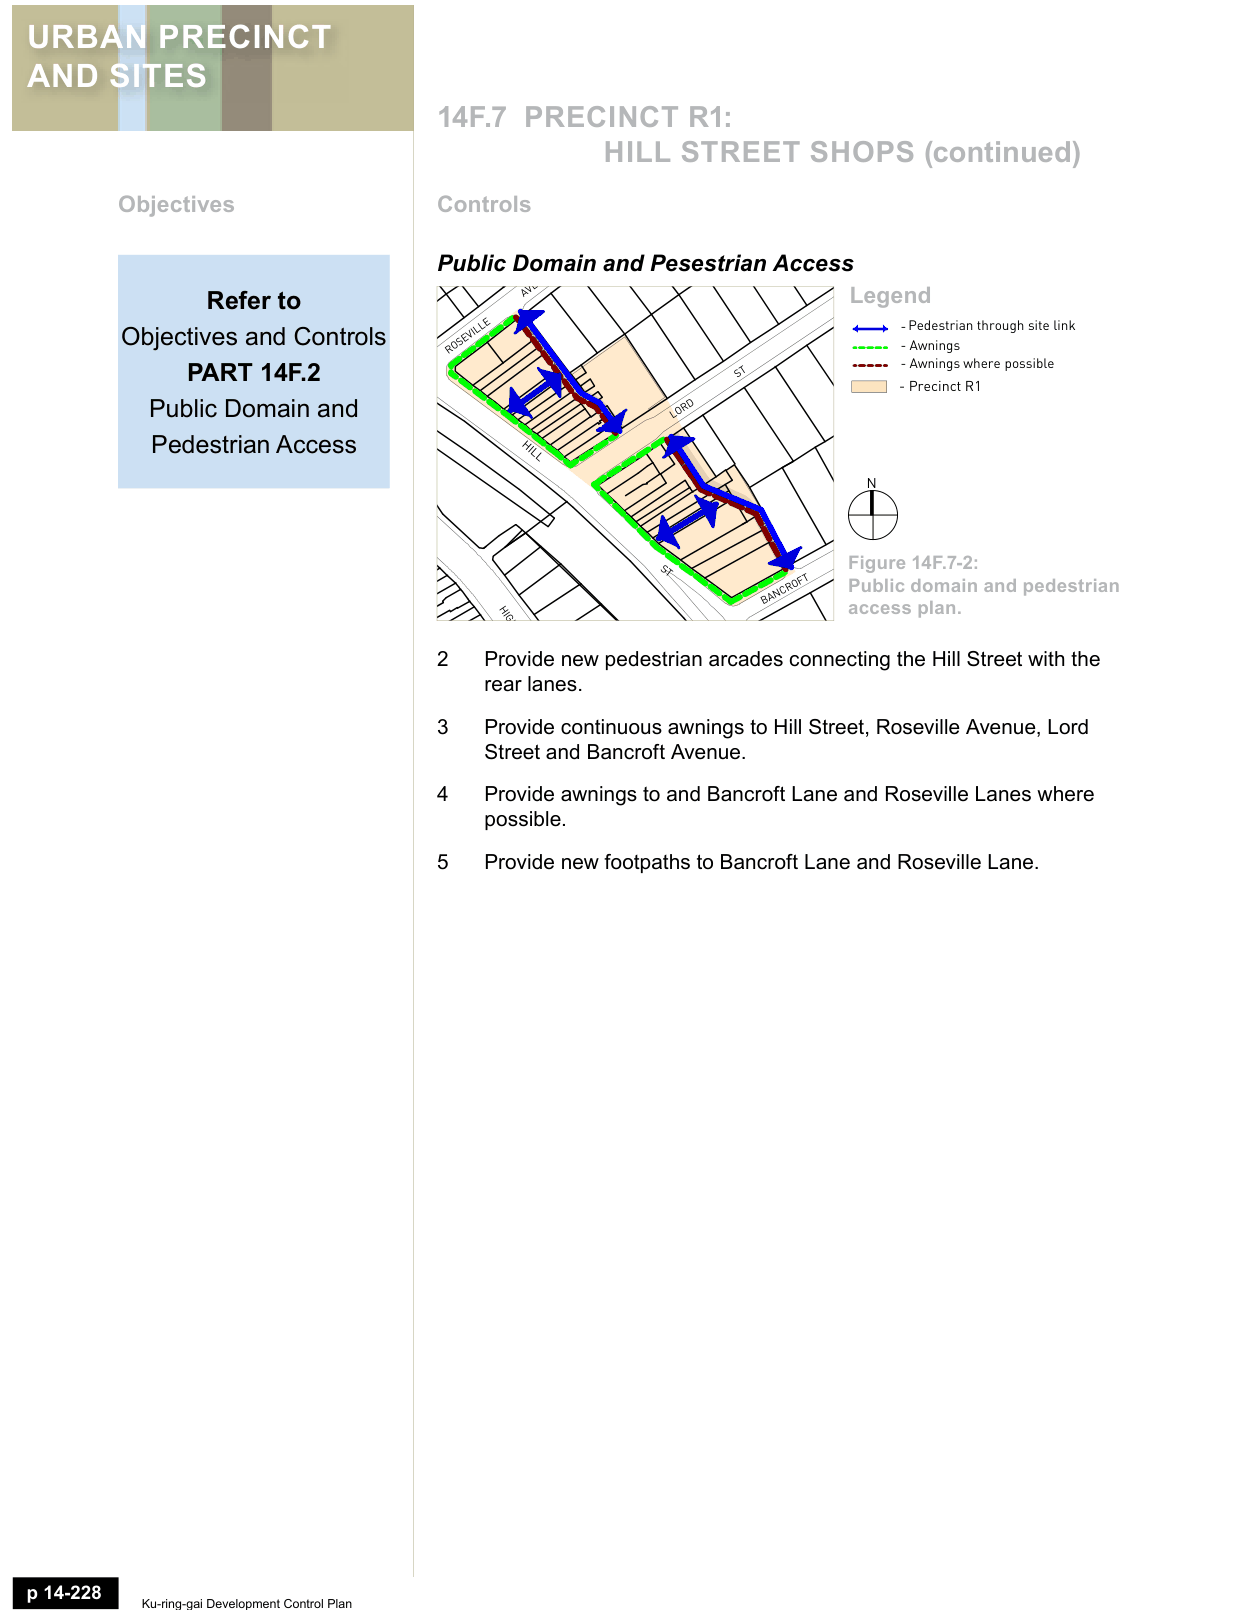 URBAN PRECINCT
AND SITES
14F.7 PRECINCT R1:
HILL STREET SHOPS (continued)
Objectives
Controls
Refer to
Objectives and Controls
PART 14F.2
Public Domain and
Pedestrian Access
Public Domain and Pesestrian Access
ROSEVILLE
AVE
HILL
ST
LORD
ST
BANCROFT
HIG
Legend
- Pedestrian through site link
- Awnings
- Awnings where possible
- Precinct R1
N
Figure 14F.7-2:
Public domain and pedestrian
access plan.
2 Provide new pedestrian arcades connecting the Hill Street with the
rear lanes.
3 Provide continuous awnings to Hill Street, Roseville Avenue, Lord
Street and Bancroft Avenue.
4 Provide awnings to and Bancroft Lane and Roseville Lanes where
possible.
5 Provide new footpaths to Bancroft Lane and Roseville Lane.
p 14-228
Ku-ring-gai Development Control Plan